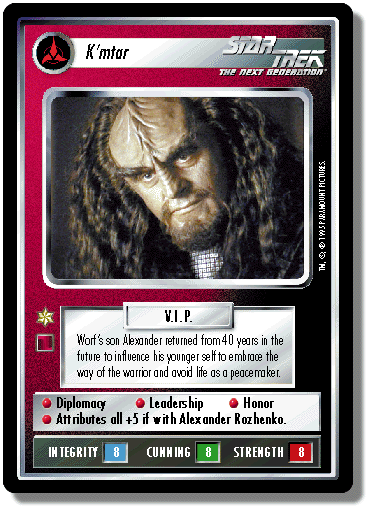 K'mtar
STAR TREK
THE NEXT GENERATION®
TM, ©, ® 1995 PARAMOUNT PICTURES.
V.I.P.
Worf's son Alexander returned from 40 years in the
future to influence his younger self to embrace the
way of the warrior and avoid life as a peacemaker.
Diplomacy Leadership Honor
Attributes all +5 if with Alexander Rozhenko.
INTEGRITY 8 CUNNING 8 STRENGTH 8